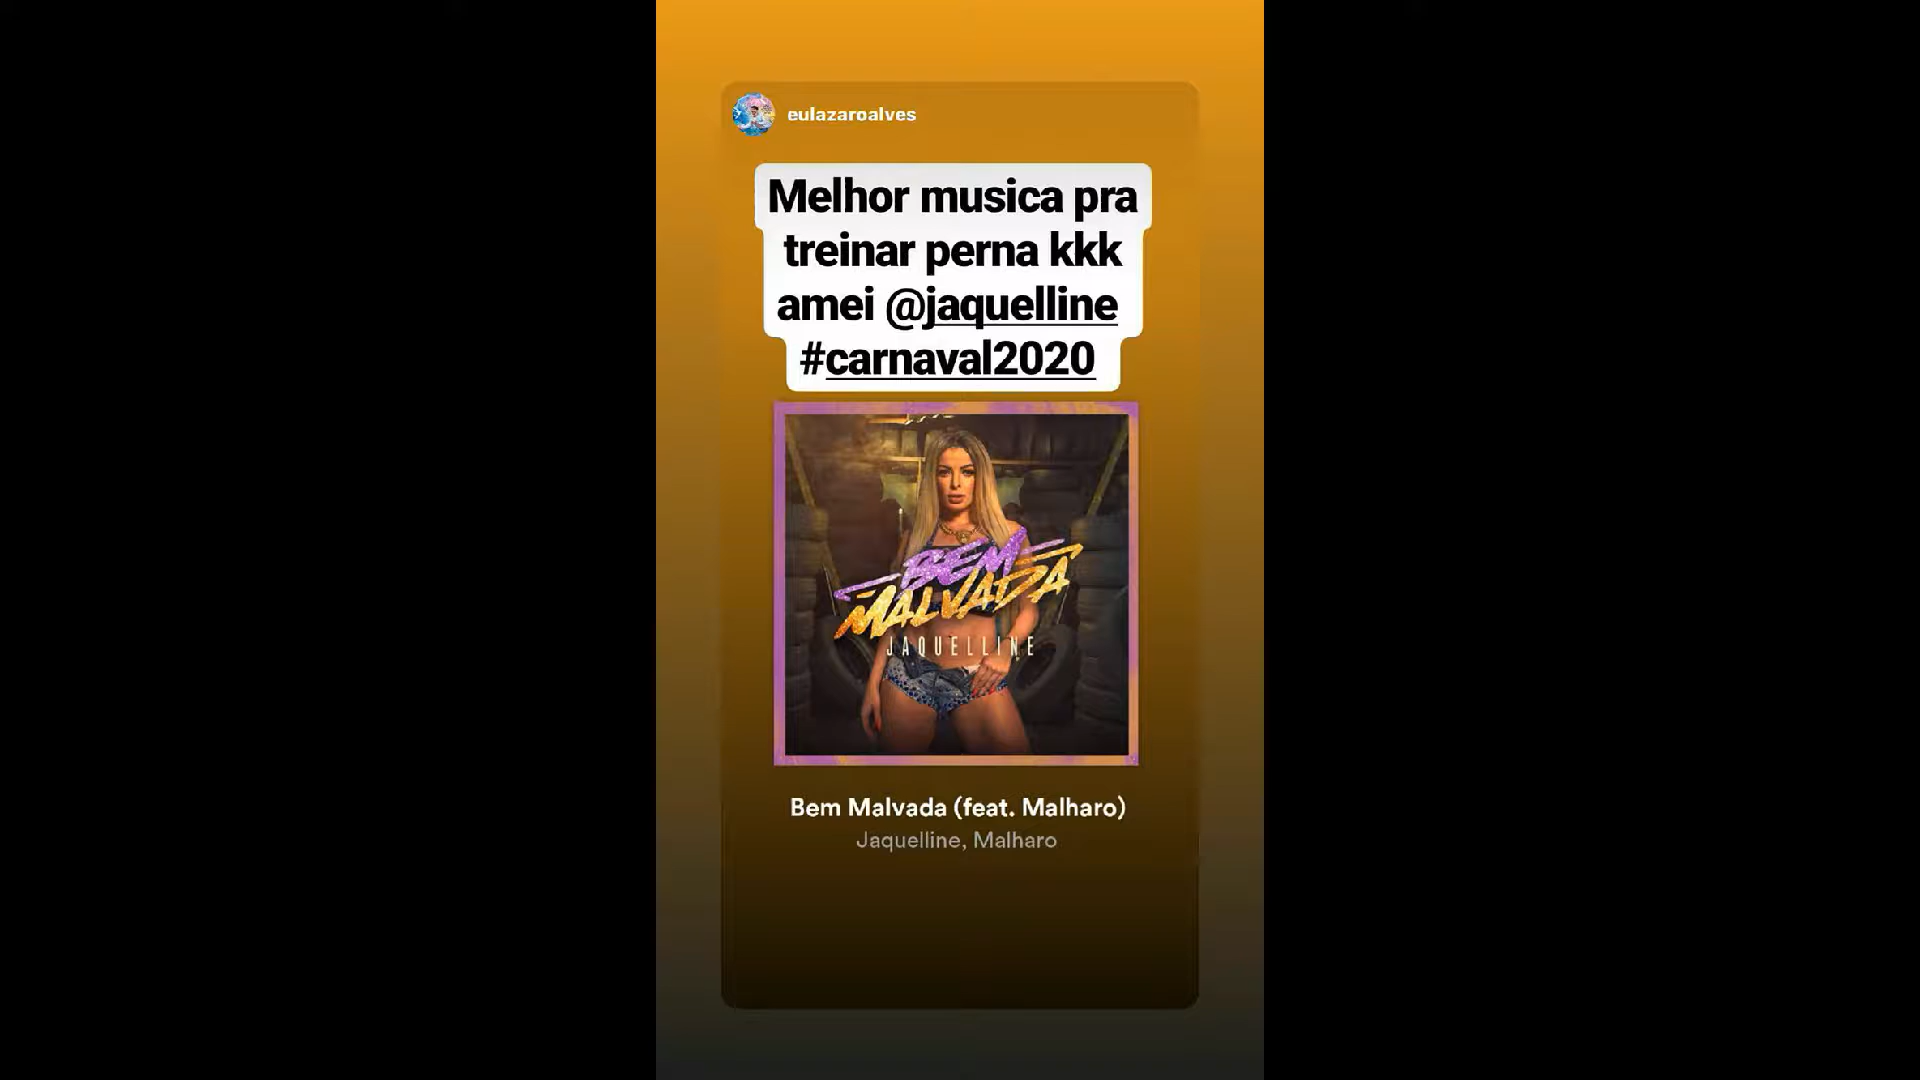 eulazaroalves
Melhor musica pra
treinar perna kkk
amei @jaquelline
#carnaval2020
BEM
MALVADA
JAQUELLINE
Bem Malvada (feat. Malharo)
Jaquelline, Malharo